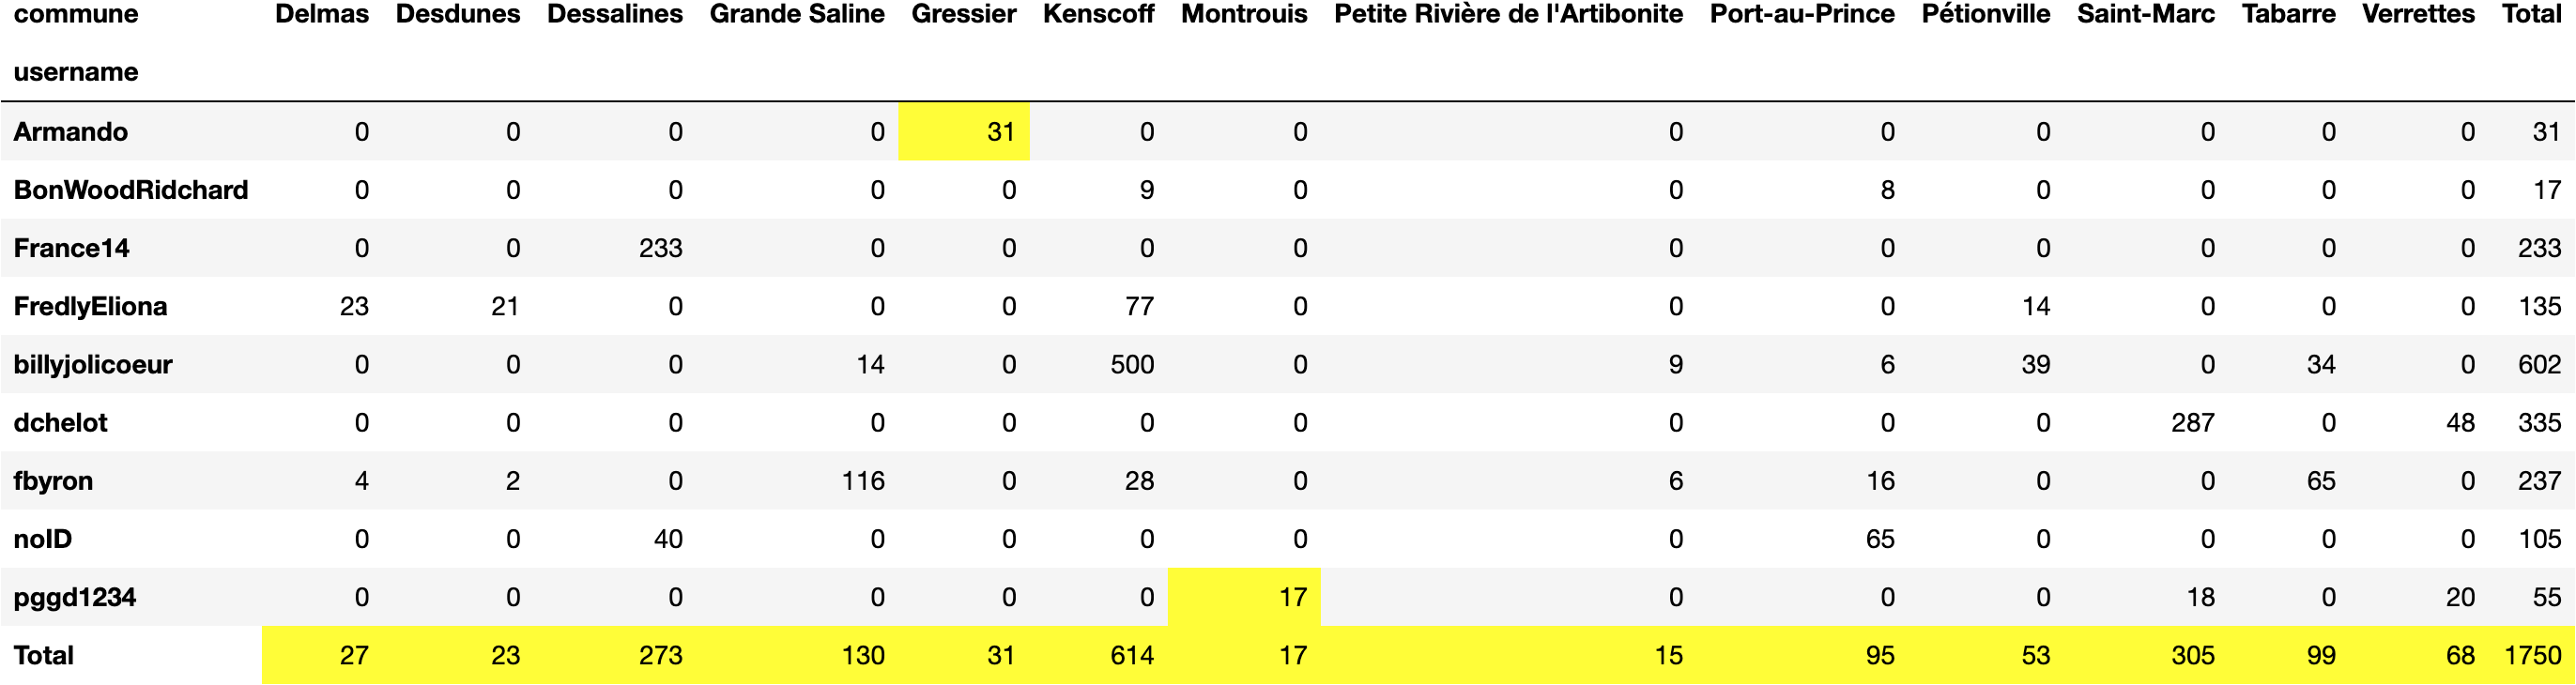 commune Delmas Desdunes Dessalines Grande Saline Gressier Kenscoff Montrouis Petite Rivière de l'Artibonite Port-au-Prince Pétionville Saint-Marc Tabarre Verrettes Total
username
Armando 0 0 0 0 31 0 0 0 0 0 0 0 0 31
BonWoodRidchard 0 0 0 0 0 9 0 0 8 0 0 0 0 17
France14 0 0 233 0 0 0 0 0 0 0 0 0 0 233
FredlyEliona 23 21 0 0 0 77 0 0 0 14 0 0 0 135
billyjolicoeur 0 0 0 14 0 500 0 9 6 39 0 34 0 602
dchelot 0 0 0 0 0 0 0 0 0 0 287 0 48 335
fbyron 4 2 0 116 0 28 0 6 16 0 0 65 0 237
noID 0 0 40 0 0 0 0 0 65 0 0 0 0 105
pggd1234 0 0 0 0 0 0 17 0 0 0 18 0 20 55
Total 27 23 273 130 31 614 17 15 95 53 305 99 68 1750